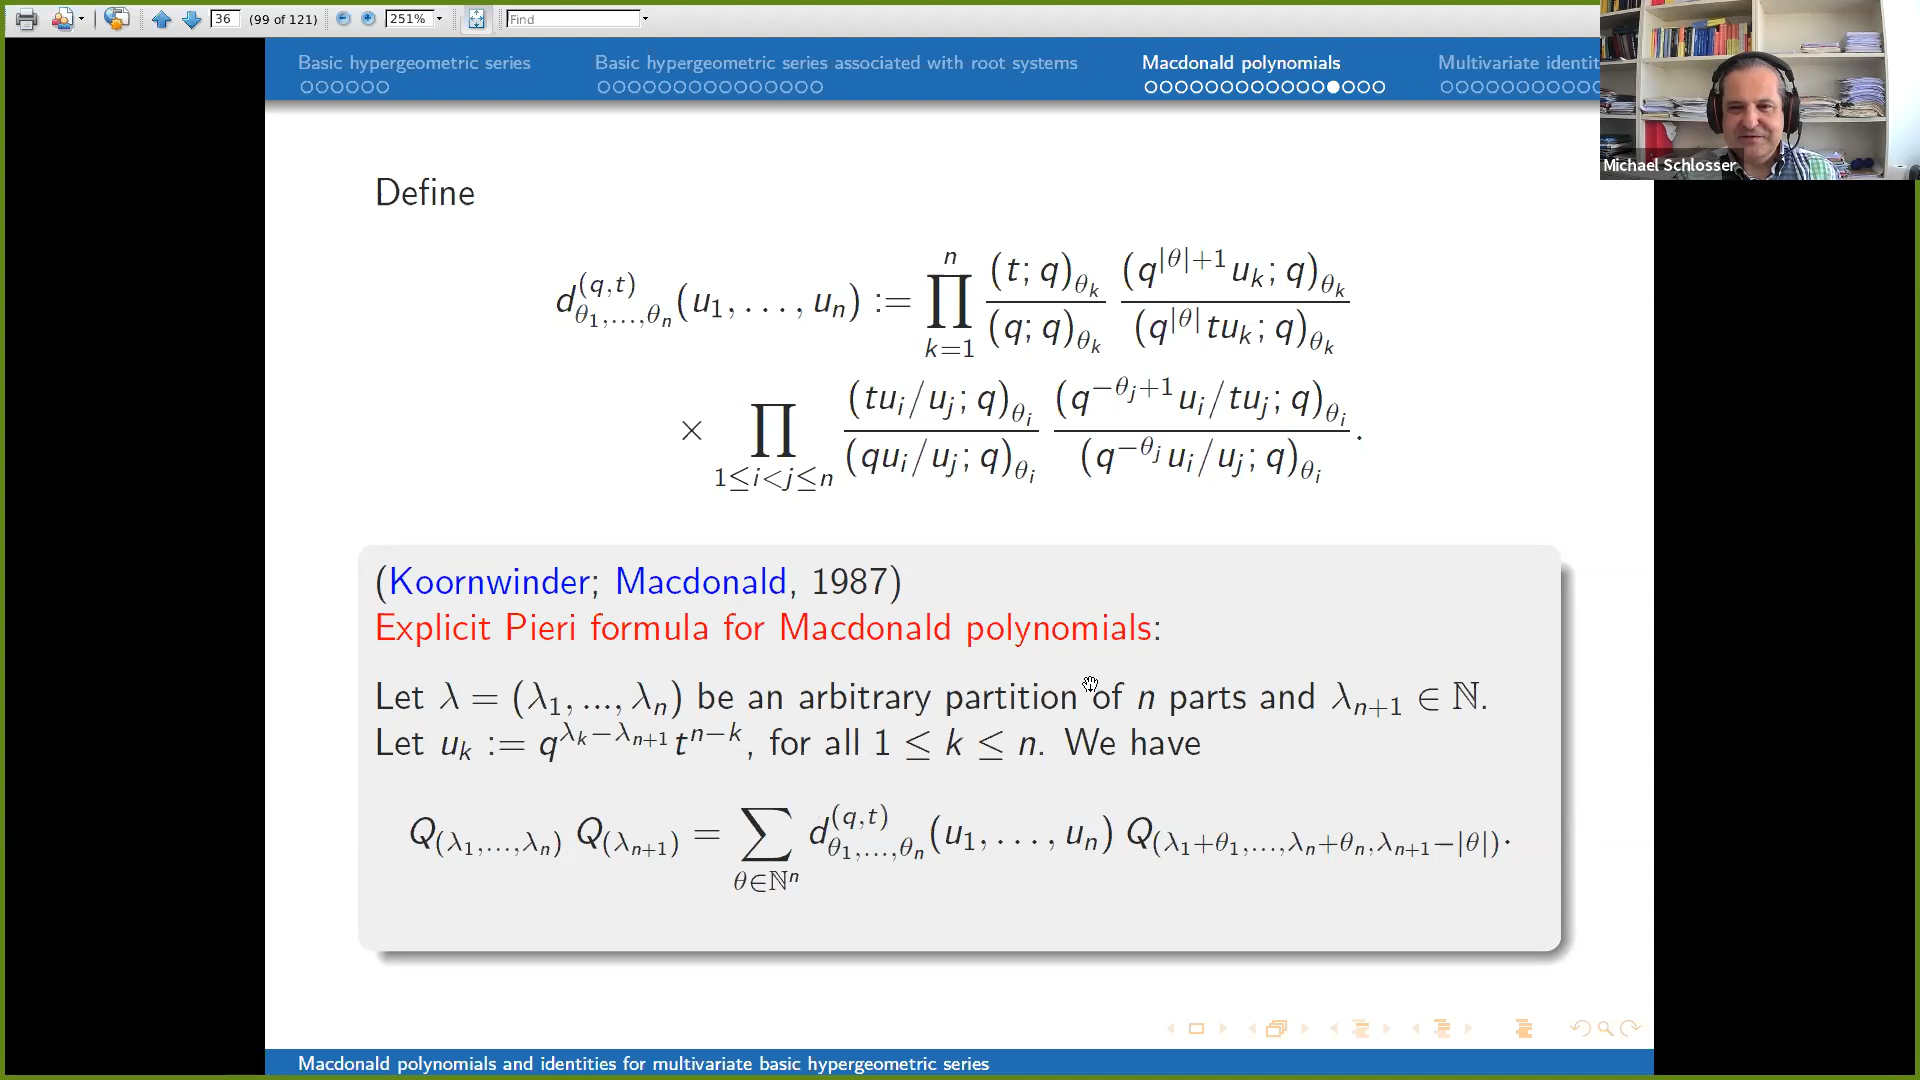 36 (99 of 121) 251% Find
Basic hypergeometric series Basic hypergeometric series associated with root systems Macdonald polynomials Multivariate identit
Michael Schlosser
Define
d^{(q,t)}_{θ_1,…,θ_n}(u_1, . . . , u_n) := ∏_{k=1}^{n} \frac{(t; q)_{θ_k}}{(q; q)_{θ_k}} \frac{(q^{|θ|+1}u_k; q)_{θ_k}}{(q^{|θ|}tu_k; q)_{θ_k}}
× ∏_{1≤i<j≤n} \frac{(tu_i/u_j; q)_{θ_i}}{(qu_i/u_j; q)_{θ_i}} \frac{(q^{−θ_j+1}u_i/tu_j; q)_{θ_i}}{(q^{−θ_j}u_i/u_j; q)_{θ_i}}.
(Koornwinder; Macdonald, 1987)
Explicit Pieri formula for Macdonald polynomials:
Let λ = (λ_1, ..., λ_n) be an arbitrary partition of n parts and λ_{n+1} ∈ ℕ.
Let u_k := q^{λ_k−λ_{n+1}}t^{n−k}, for all 1 ≤ k ≤ n. We have
Q_{(λ_1,…,λ_n)} Q_{(λ_{n+1})} = ∑_{θ∈ℕ^n} d^{(q,t)}_{θ_1,…,θ_n}(u_1, . . . , u_n) Q_{(λ_1+θ_1,…,λ_n+θ_n,λ_{n+1}−|θ|)}.
Macdonald polynomials and identities for multivariate basic hypergeometric series